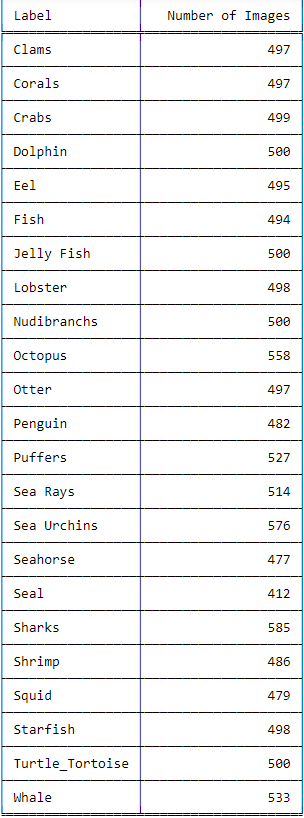 Label Number of Images
Clams 497
Corals 497
Crabs 499
Dolphin 500
Eel 495
Fish 494
Jelly Fish 500
Lobster 498
Nudibranchs 500
Octopus 558
Otter 497
Penguin 482
Puffers 527
Sea Rays 514
Sea Urchins 576
Seahorse 477
Seal 412
Sharks 585
Shrimp 486
Squid 479
Starfish 498
Turtle_Tortoise 500
Whale 533